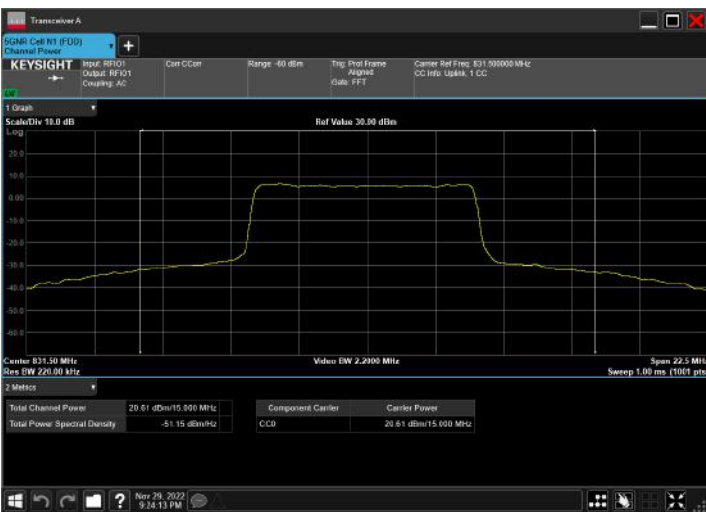 Transceiver A
5GNR Cell N1 (FDD)
Channel Power
+
KEYSIGHT
Input: RFIO1
Output: RFIO1
Coupling: AC
Corr CCorr
Range -60 dBm
Trig: Prot Frame
Aligned
Gate: FFT
Carrier Ref Freq: 831.500000 MHz
CC Info: Uplink, 1 CC
1 Graph
Scale/Div 10.0 dB
Ref Value 30.00 dBm
Log
20.0
10.0
0.00
-10.0
-20.0
-30.0
-40.0
-50.0
-60.0
Center 831.50 MHz
Video BW 2.2000 MHz
Span 22.5 MH
Res BW 220.00 kHz
Sweep 1.00 ms (1001 pts
2 Metrics
Total Channel Power
20.61 dBm/15.000 MHz
Total Power Spectral Density
-51.15 dBm/Hz
Component Carrier
Carrier Power
CC0
20.61 dBm/15.000 MHz
?
Nov 29, 2022
9:24:13 PM